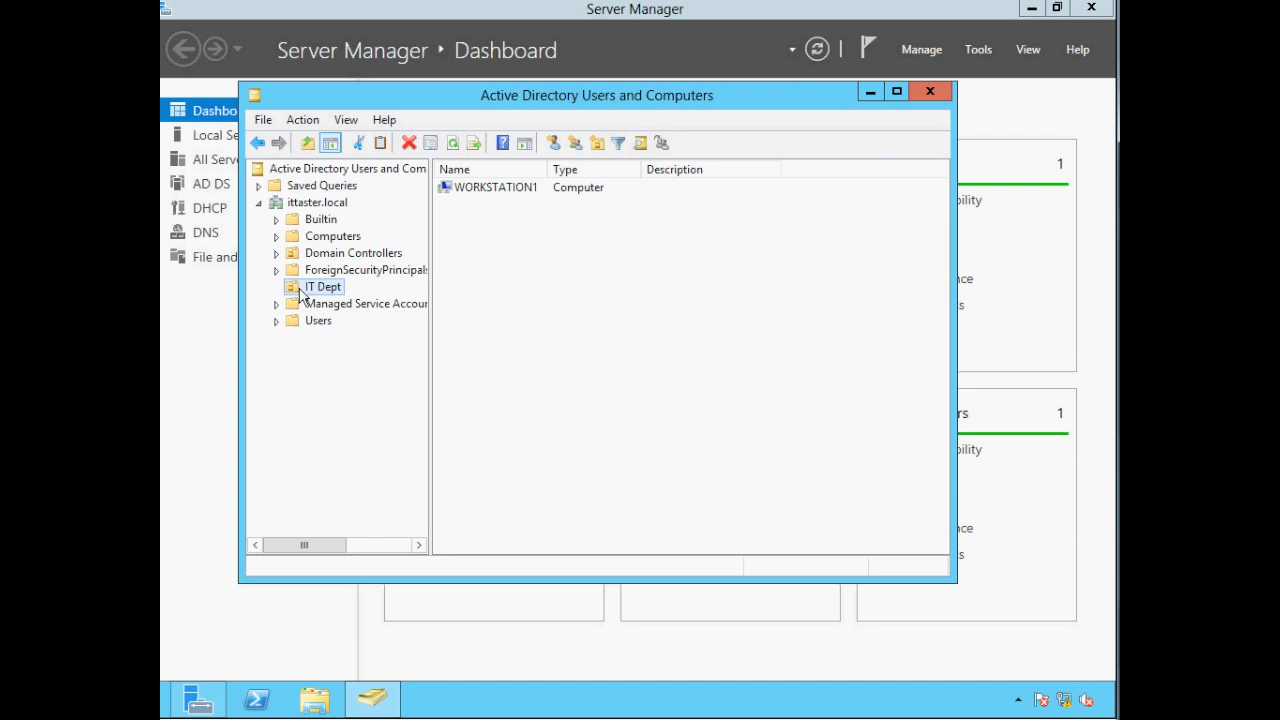 Server Manager
Server Manager • Dashboard
Manage Tools View Help
Dashbo
Local Se
All Serve
AD DS
DHCP
DNS
File and
Active Directory Users and Computers
File Action View Help
Active Directory Users and Com
Saved Queries
ittaster.local
Builtin
Computers
Domain Controllers
ForeignSecurityPrincipals
IT Dept
Managed Service Accour
Users
Name Type Description
WORKSTATION1 Computer
1
bility
nce
s
rs 1
bility
nce
s